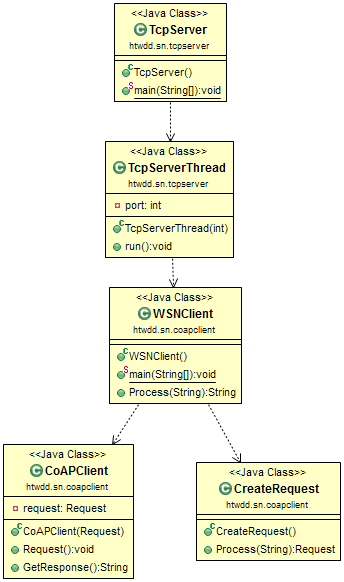 <<Java Class>>
C TcpServer
htwdd.sn.tcpserver
C TcpServer()
S main(String[]):void
<<Java Class>>
C TcpServerThread
htwdd.sn.tcpserver
port: int
C TcpServerThread(int)
run():void
<<Java Class>>
C WSNClient
htwdd.sn.coapclient
C WSNClient()
S main(String[]):void
Process(String):String
<<Java Class>>
C CoAPClient
htwdd.sn.coapclient
request: Request
C CoAPClient(Request)
Request():void
GetResponse():String
<<Java Class>>
C CreateRequest
htwdd.sn.coapclient
C CreateRequest()
Process(String):Request